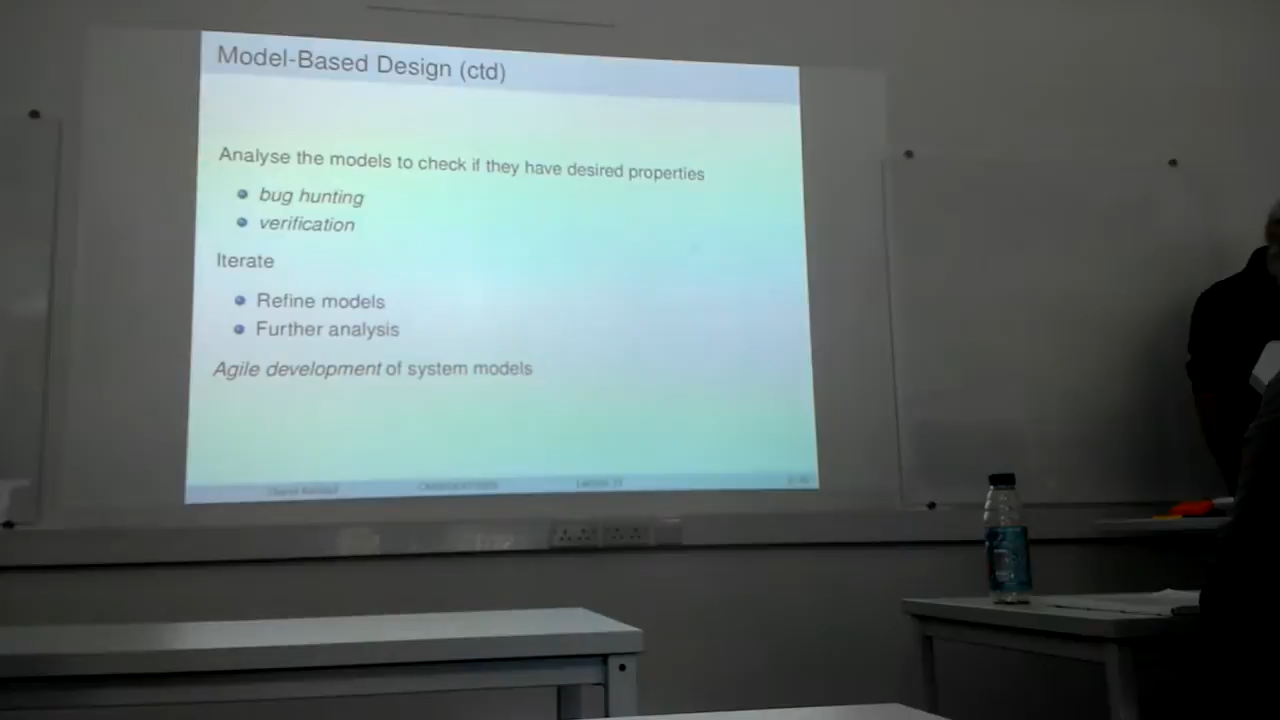 Model-Based Design (ctd)
Analyse the models to check if they have desired properties
bug hunting
verification
Iterate
Refine models
Further analysis
Agile development of system models